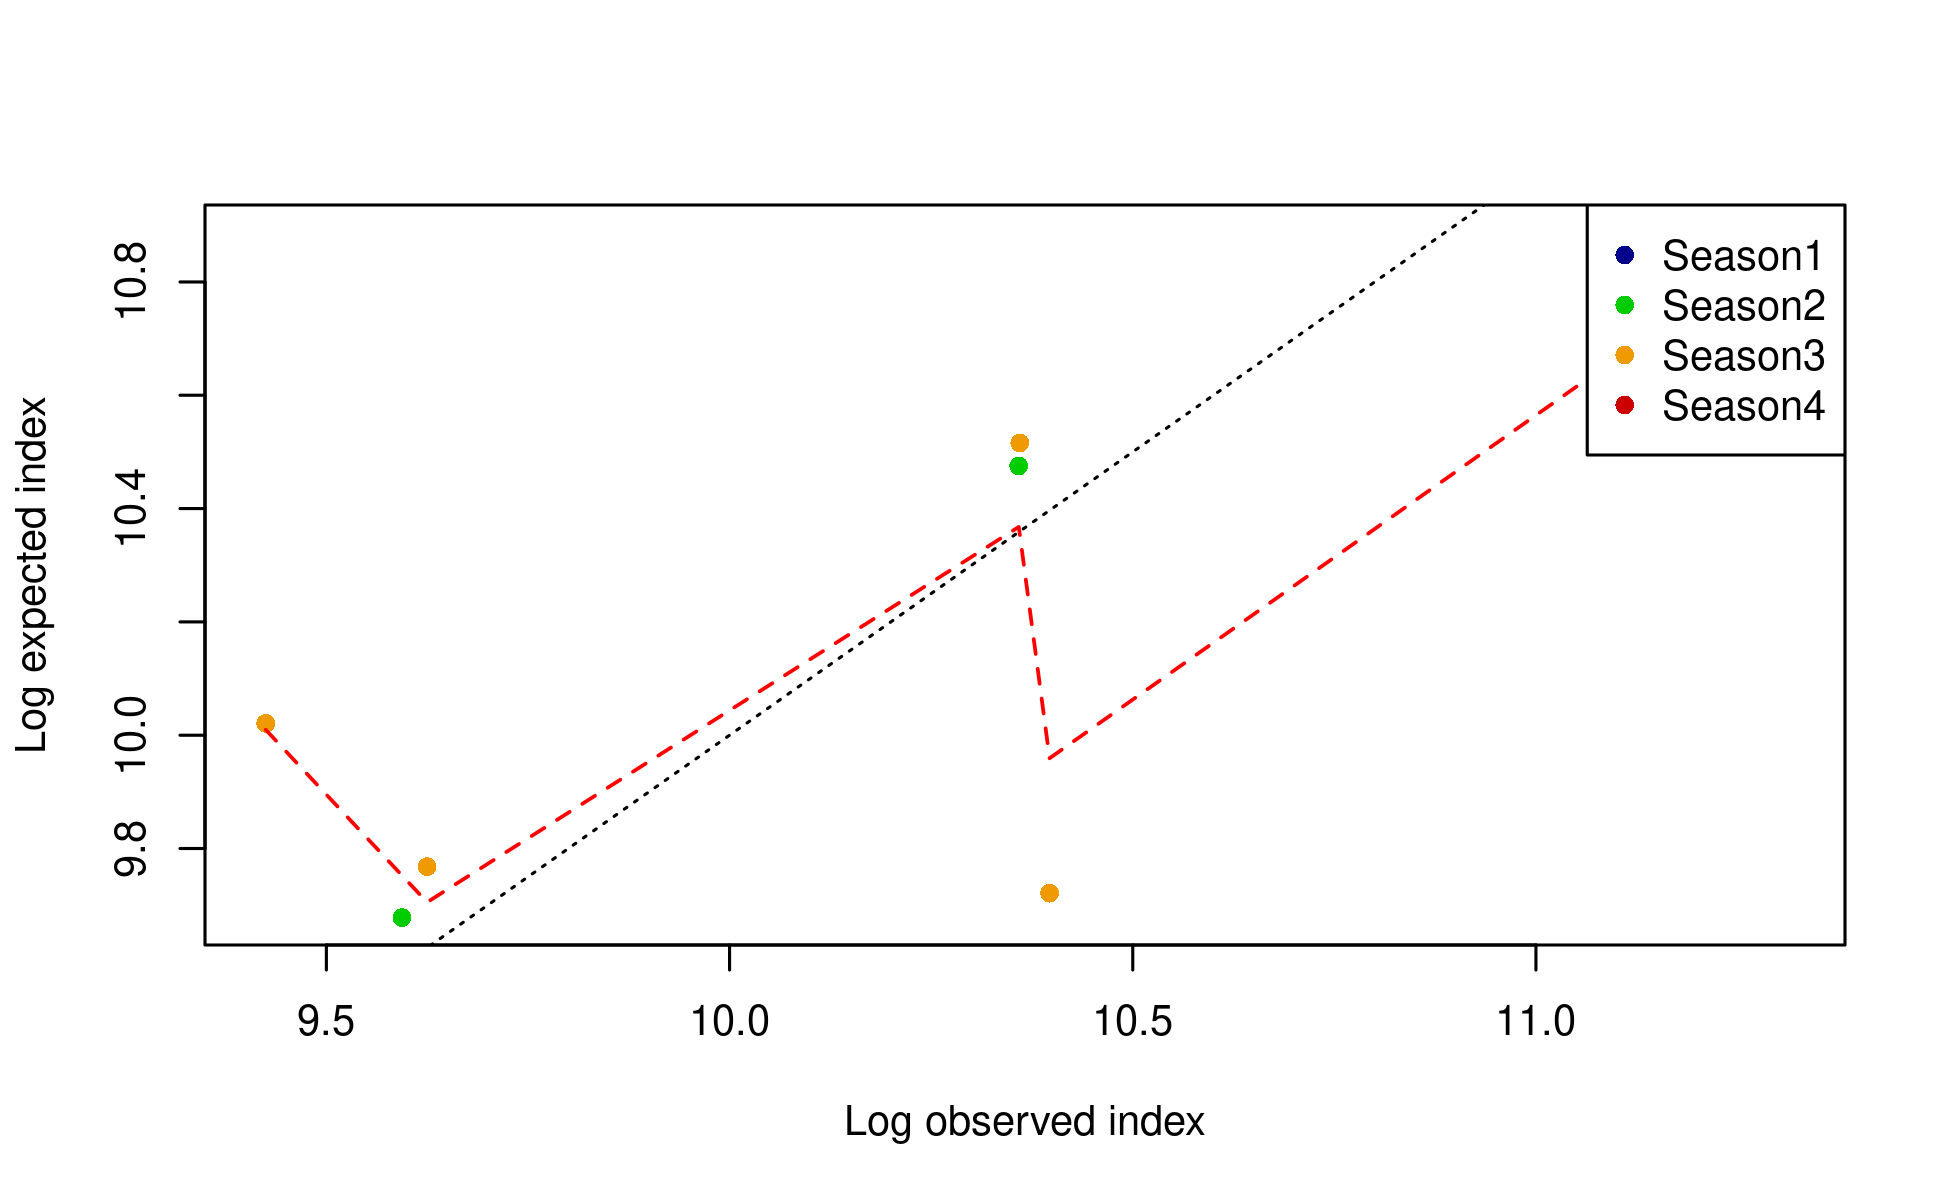 10.8
10.4
10.0
9.8
Log expected index
Season1
Season2
Season3
Season4
9.5 10.0 10.5 11.0
Log observed index